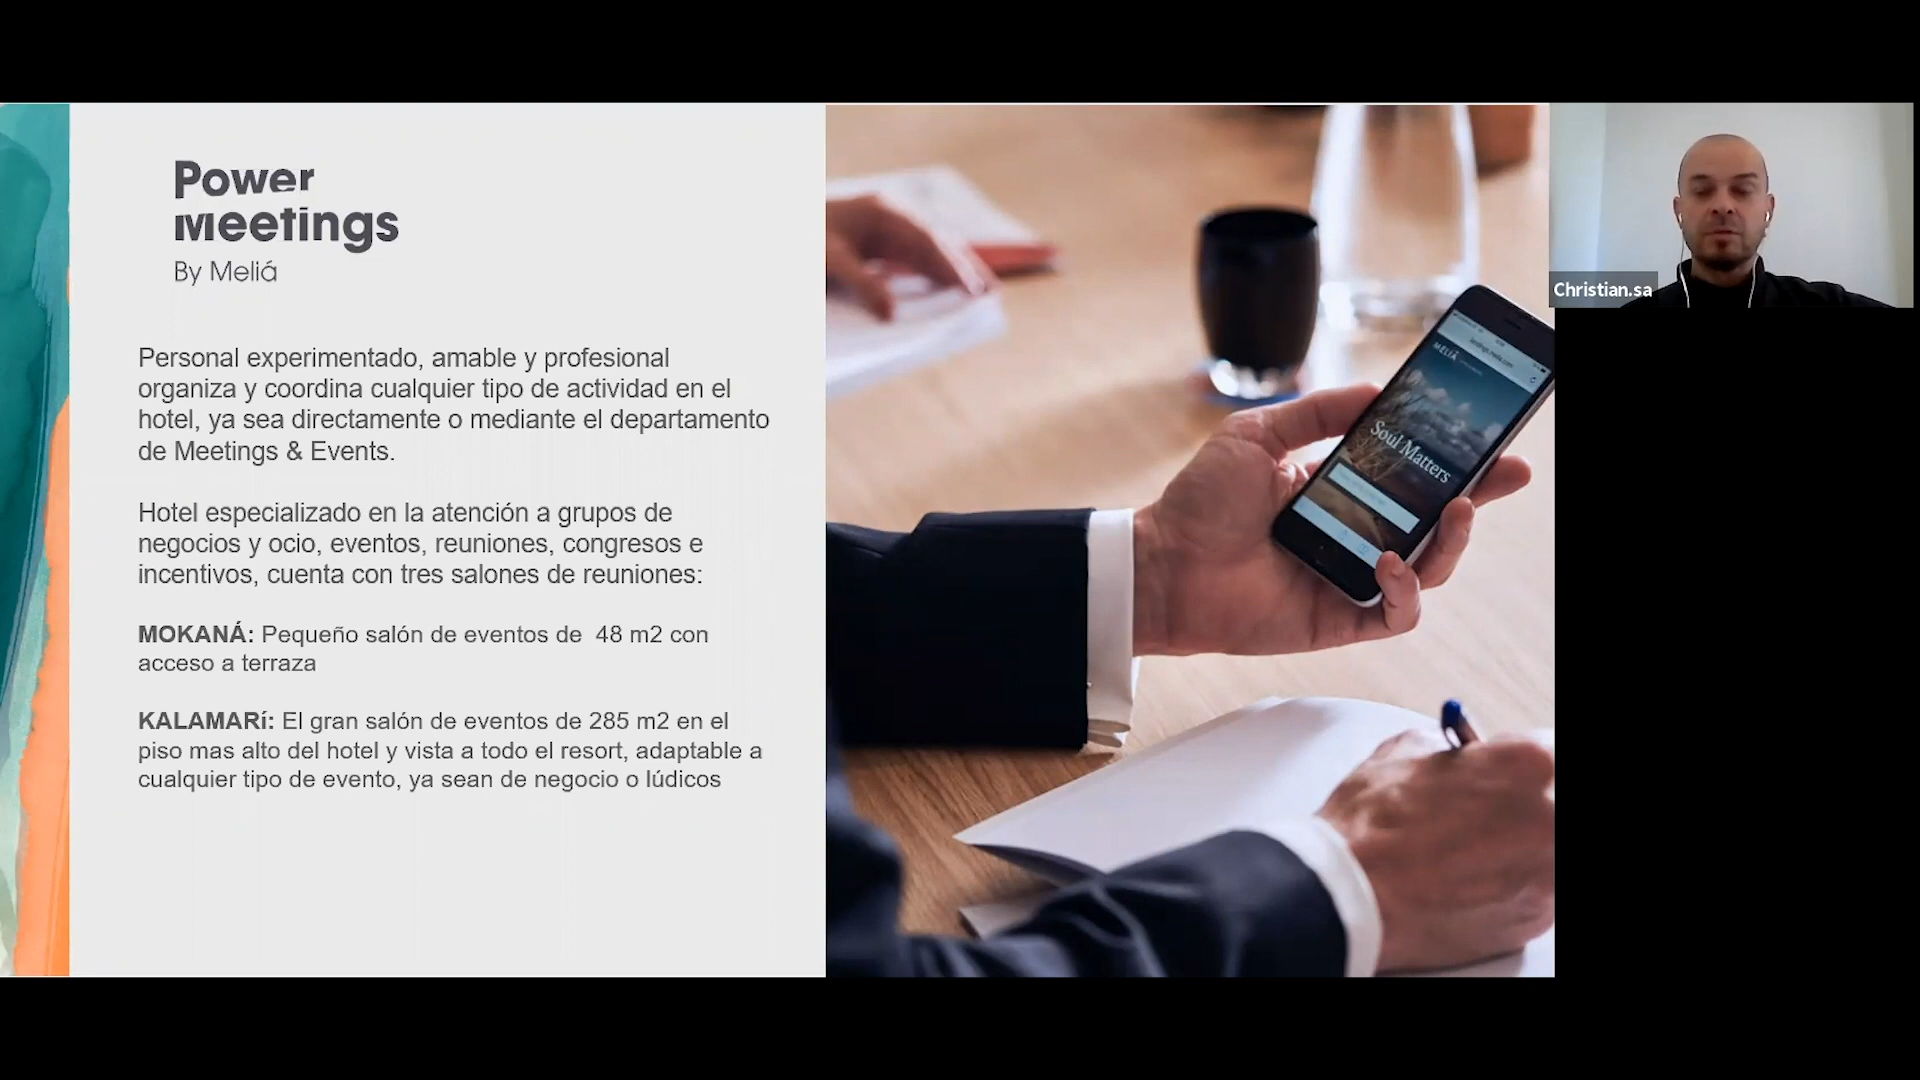 Power
Meetings
By Meliá
Personal experimentado, amable y profesional
organiza y coordina cualquier tipo de actividad en el
hotel, ya sea directamente o mediante el departamento
de Meetings & Events.
Hotel especializado en la atención a grupos de
negocios y ocio, eventos, reuniones, congresos e
incentivos, cuenta con tres salones de reuniones:
MOKANÁ: Pequeño salón de eventos de 48 m2 con
acceso a terraza
KALAMARí: El gran salón de eventos de 285 m2 en el
piso mas alto del hotel y vista a todo el resort, adaptable a
cualquier tipo de evento, ya sean de negocio o lúdicos
MELIÁ
Soul Matters
Christian.sa